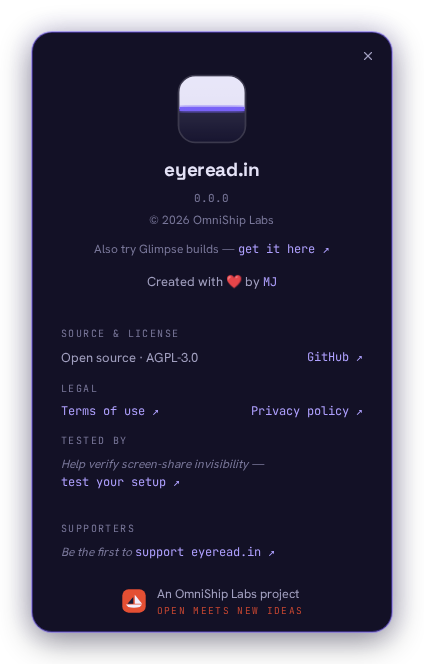 ×
eyeread.in
0.0.0
© 2026 OmniShip Labs
Also try Glimpse builds — get it here ↗
Created with ❤️ by MJ
SOURCE & LICENSE
Open source · AGPL-3.0 GitHub ↗
LEGAL
Terms of use ↗ Privacy policy ↗
TESTED BY
Help verify screen-share invisibility —
test your setup ↗
SUPPORTERS
Be the first to support eyeread.in ↗
An OmniShip Labs project
OPEN MEETS NEW IDEAS